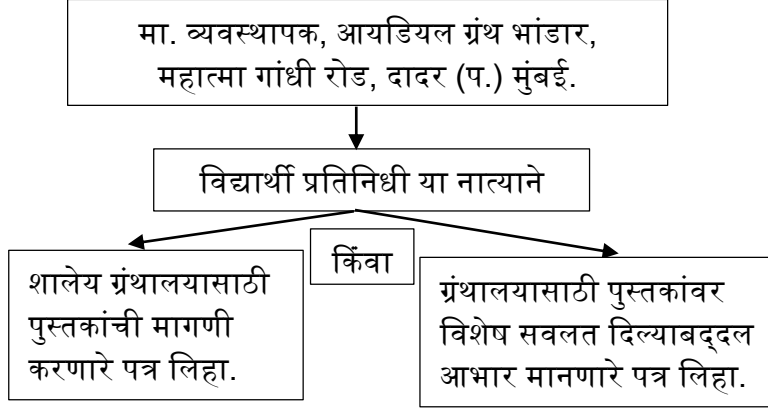 मा. व्यवस्थापक, आयडियल ग्रंथ भांडार,
महात्मा गांधी रोड, दादर (प.) मुंबई.
विद्यार्थी प्रतिनिधी या नात्याने
किंवा
शालेय ग्रंथालयासाठी
पुस्तकांची मागणी
करणारे पत्र लिहा.
ग्रंथालयासाठी पुस्तकांवर
विशेष सवलत दिल्याबद्‌दल
आभार मानणारे पत्र लिहा.